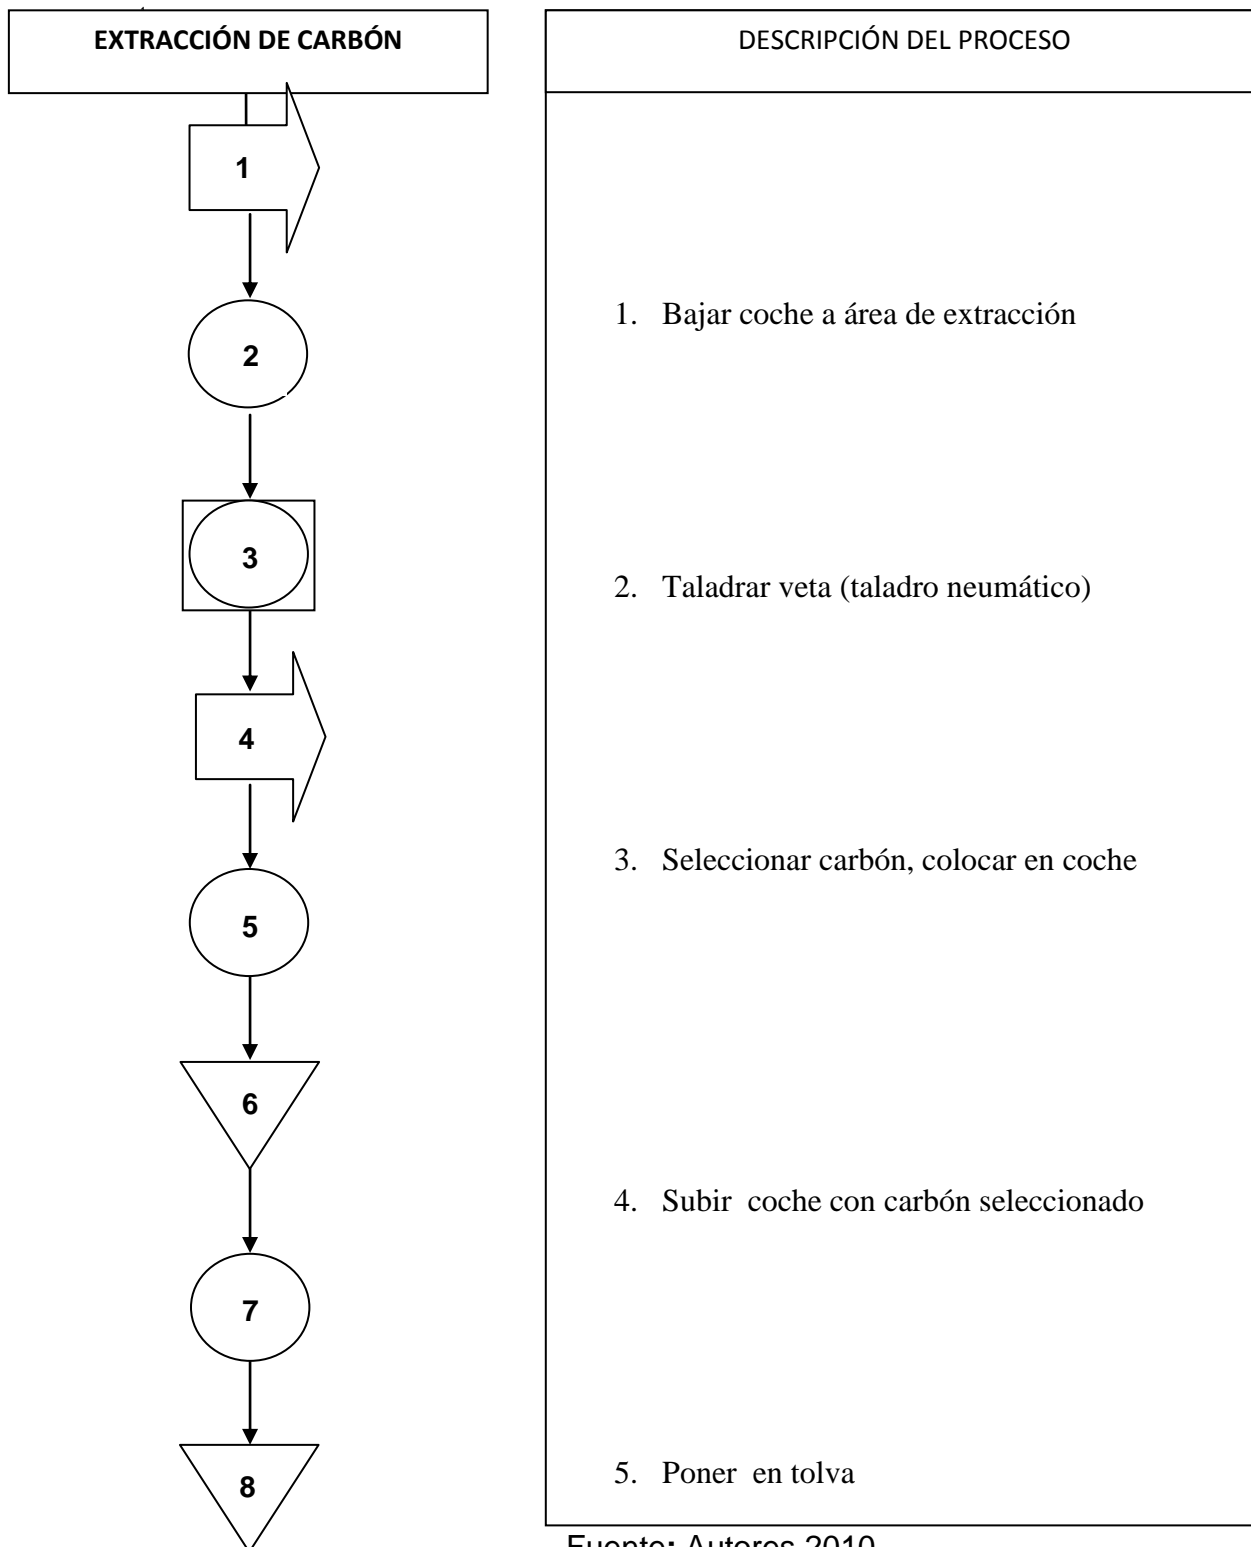 EXTRACCIÓN DE CARBÓN
1
2
3
4
5
6
7
8
DESCRIPCIÓN DEL PROCESO
1. Bajar coche a área de extracción
2. Taladrar veta (taladro neumático)
3. Seleccionar carbón, colocar en coche
4. Subir coche con carbón seleccionado
5. Poner en tolva
Fuente: Autores 2010